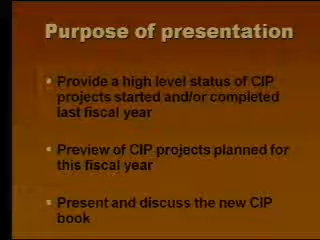 Purpose of presentation
• Provide a high level status of CIP
projects started and/or completed
last fiscal year
• Preview of CIP projects planned for
this fiscal year
• Present and discuss the new CIP
book